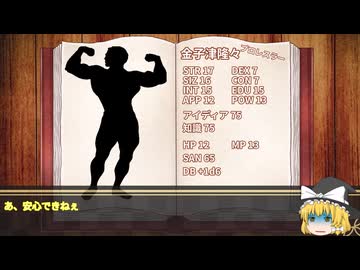 金子津隆々
プロレスラー
STR 17 DEX 7
SIZ 16 CON 7
INT 15 EDU 15
APP 12 POW 13
アイディア 75
知識 75
HP 12 MP 13
SAN 65
DB +1d6
あ、安心できねぇ